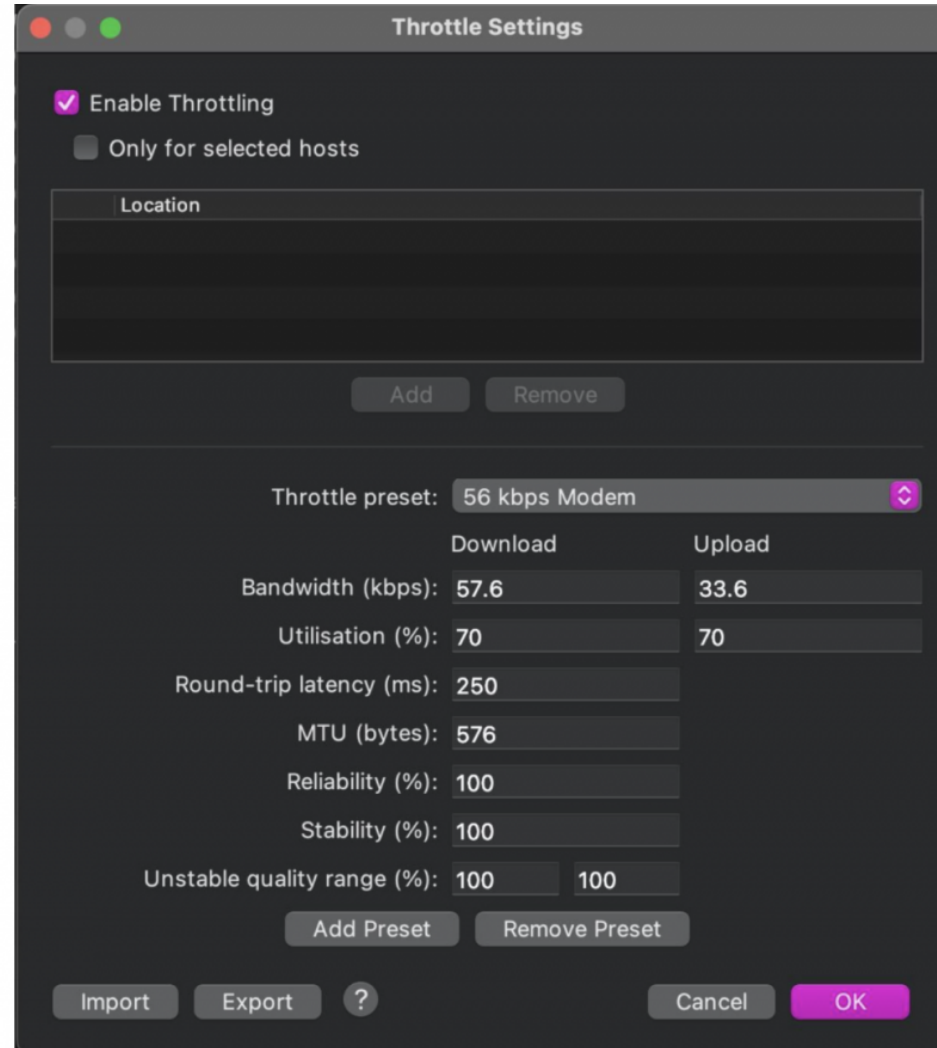 Throttle Settings
Enable Throttling
Only for selected hosts
Location
Add Remove
Throttle preset: 56 kbps Modem
Download Upload
Bandwidth (kbps): 57.6 33.6
Utilisation (%): 70 70
Round-trip latency (ms): 250
MTU (bytes): 576
Reliability (%): 100
Stability (%): 100
Unstable quality range (%): 100 100
Add Preset Remove Preset
Import Export ? Cancel OK